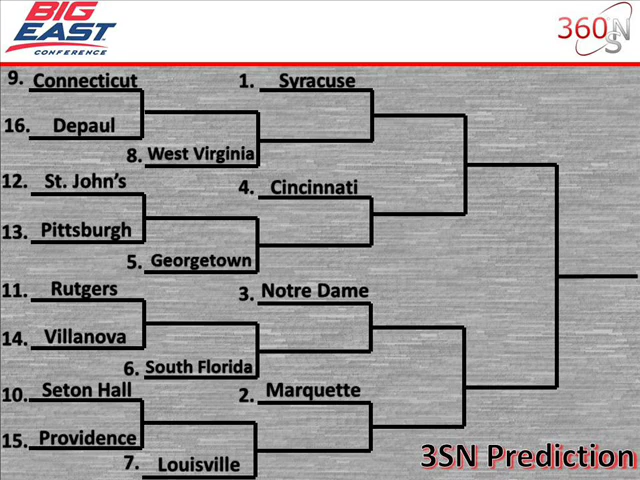 BIG
EAST
CONFERENCE
360NS
9. Connecticut
16. Depaul
8. West Virginia
1. Syracuse
12. St. John's
13. Pittsburgh
5. Georgetown
4. Cincinnati
11. Rutgers
14. Villanova
6. South Florida
3. Notre Dame
10. Seton Hall
15. Providence
7. Louisville
2. Marquette
3SN Prediction